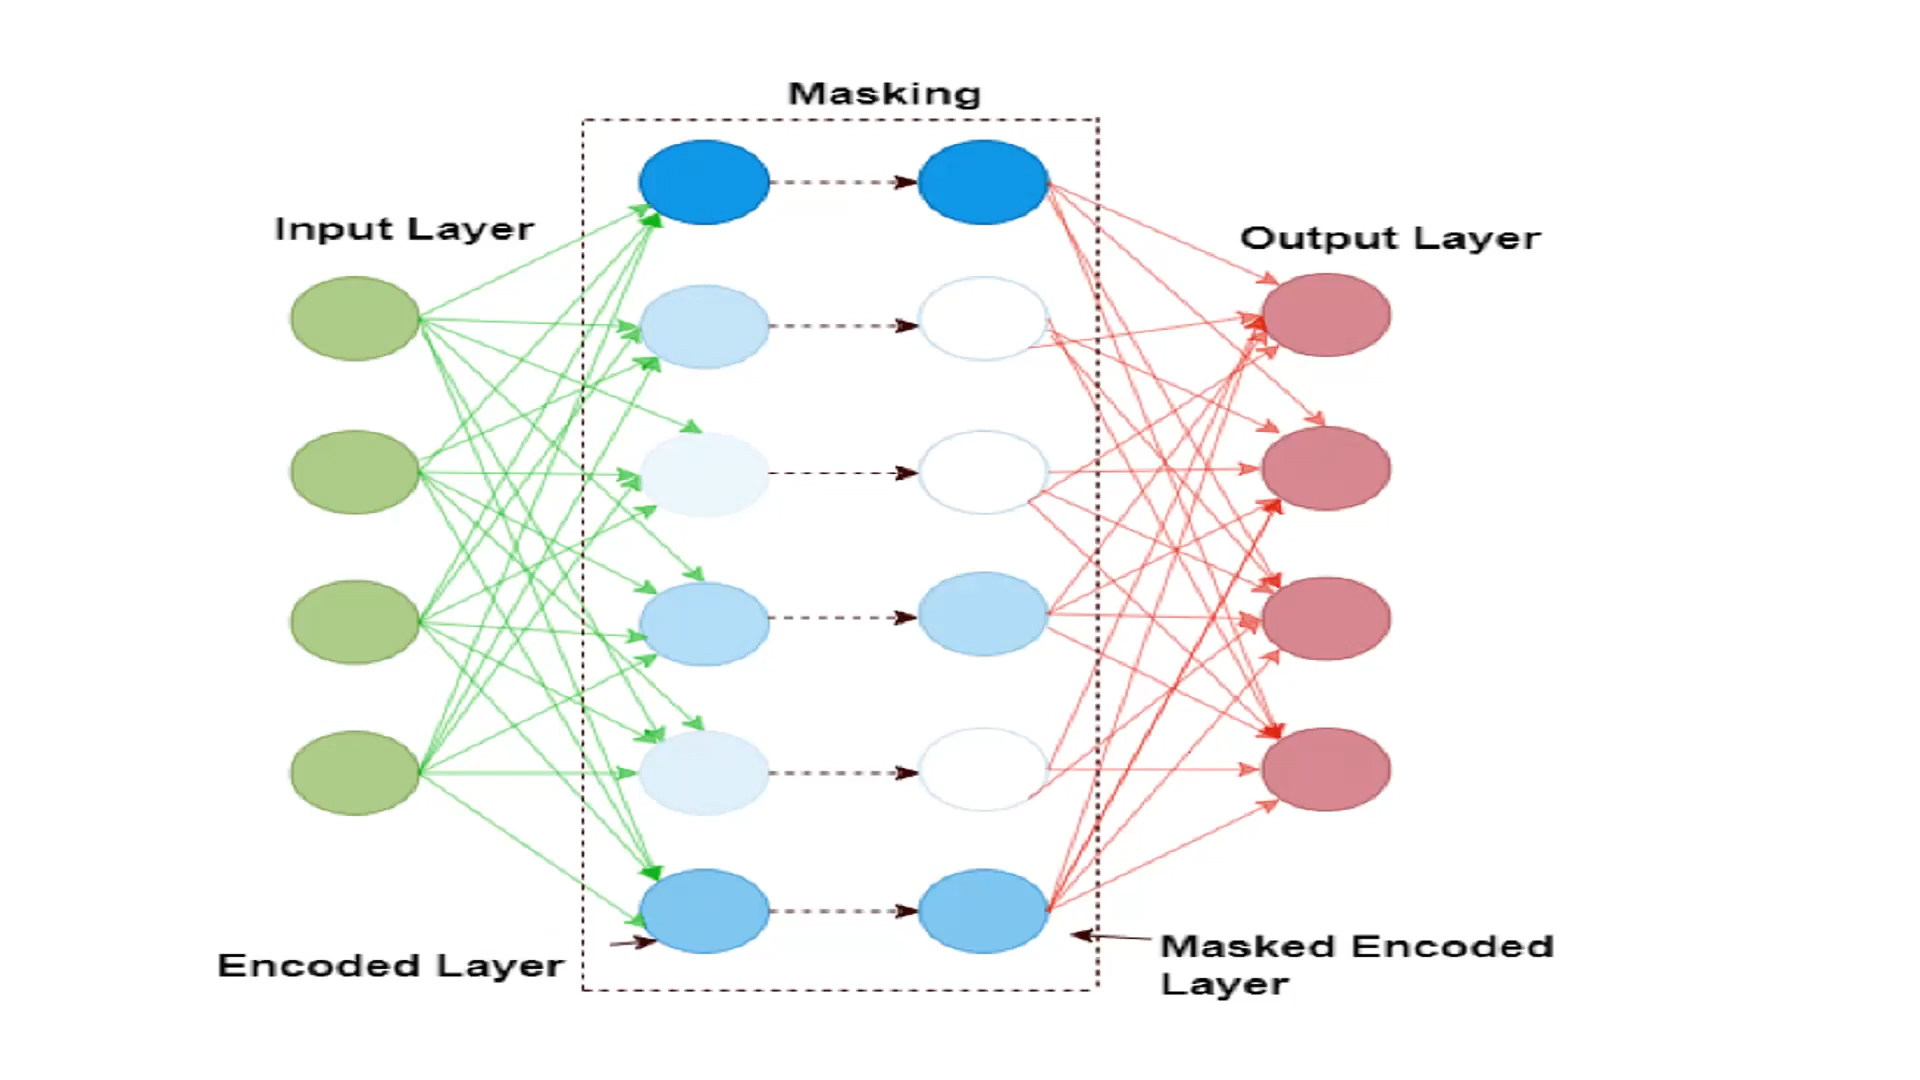 Masking
Input Layer
Output Layer
Encoded Layer
Masked Encoded
Layer